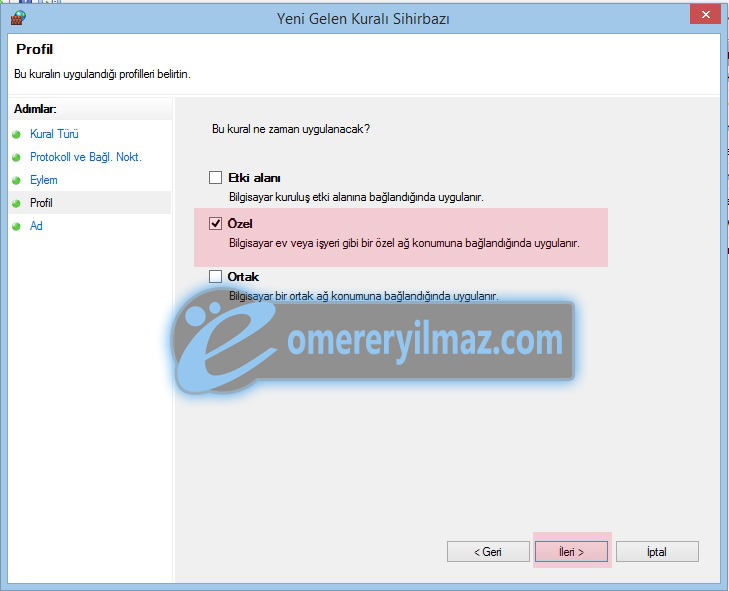 Yeni Gelen Kuralı Sihirbazı
Profil
Bu kuralın uygulandığı profilleri belirtin.
Adımlar:
Kural Türü
Protokoll ve Bağl. Nokt.
Eylem
Profil
Ad
Bu kural ne zaman uygulanacak?
Etki alanı
Bilgisayar kuruluş etki alanına bağlandığında uygulanır.
Özel
Bilgisayar ev veya işyeri gibi bir özel ağ konumuna bağlandığında uygulanır.
Ortak
Bilgisayar bir ortak ağ konumuna bağlandığında uygulanır.
omereryilmaz.com
< Geri
İleri >
İptal